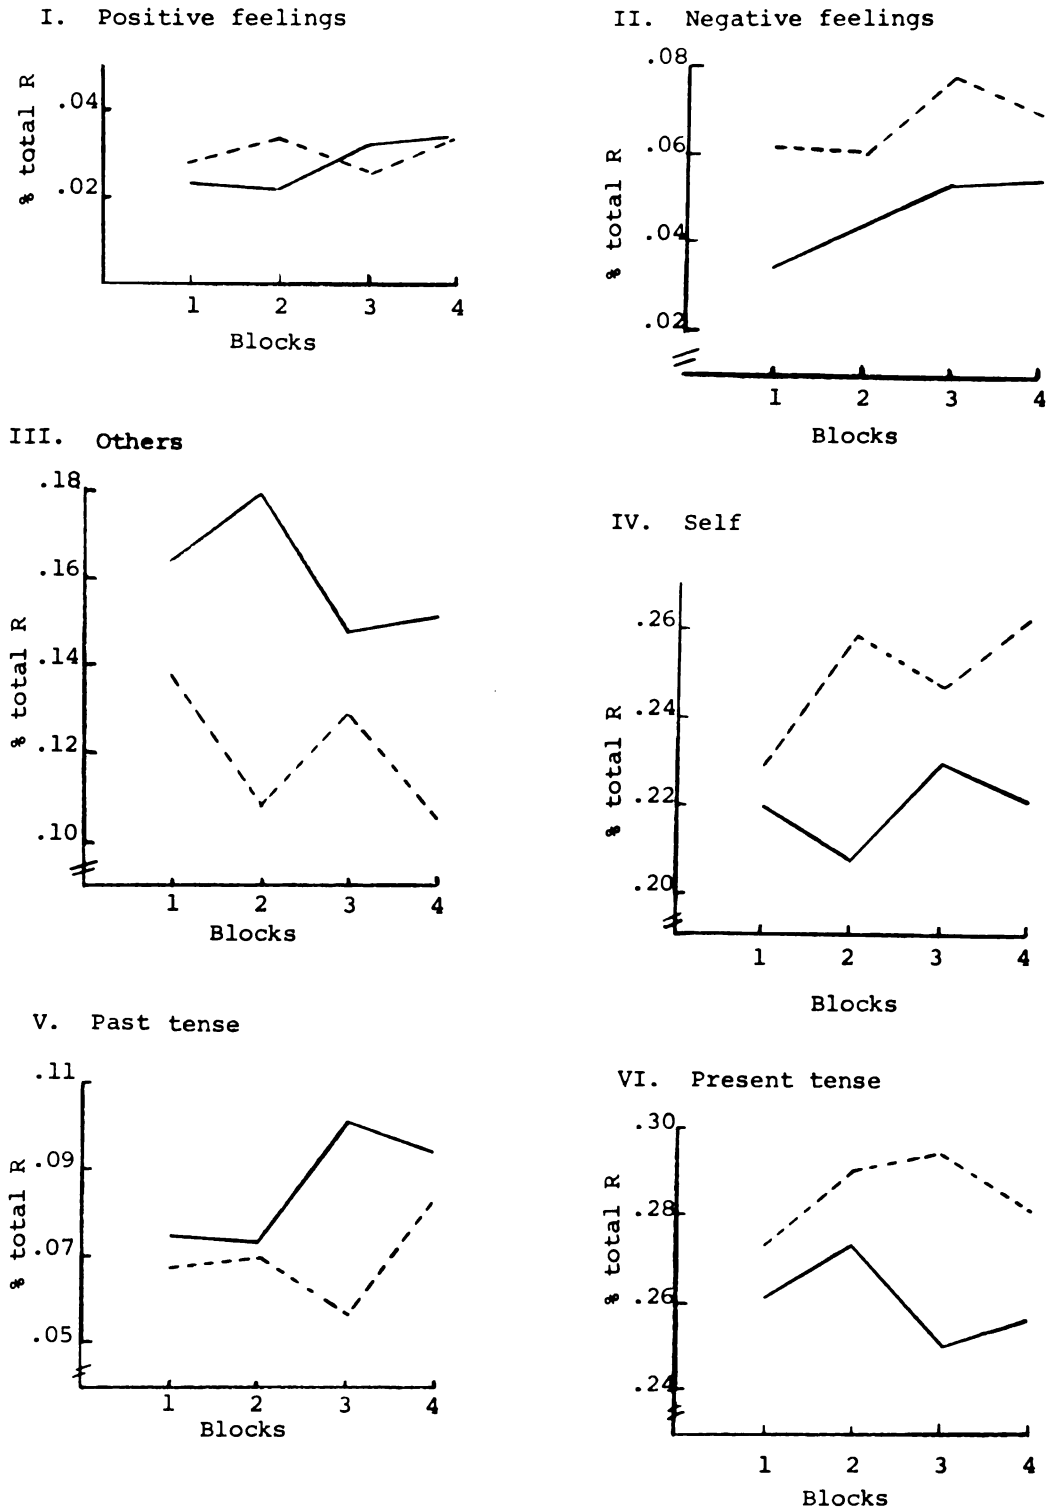 I. Positive feelings
% total R
.04
.02
1 2 3 4
Blocks
II. Negative feelings
% total R
.08
.06
.04
.02
1 2 3 4
Blocks
III. Others
% total R
.18
.16
.14
.12
.10
1 2 3 4
Blocks
IV. Self
% total R
.26
.24
.22
.20
1 2 3 4
Blocks
V. Past tense
% total R
.11
.09
.07
.05
1 2 3 4
Blocks
VI. Present tense
% total R
.30
.28
.26
.24
1 2 3 4
Blocks